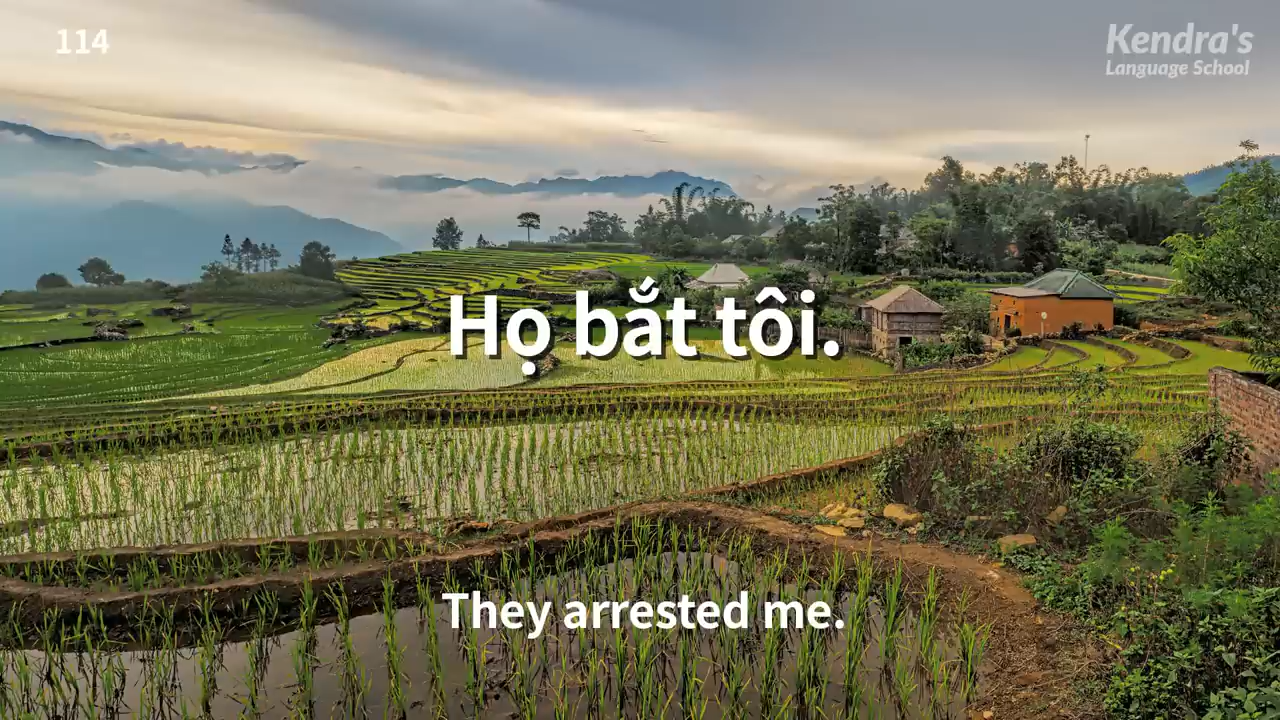 114
Kendra's
Language School
Họ bắt tôi.
They arrested me.